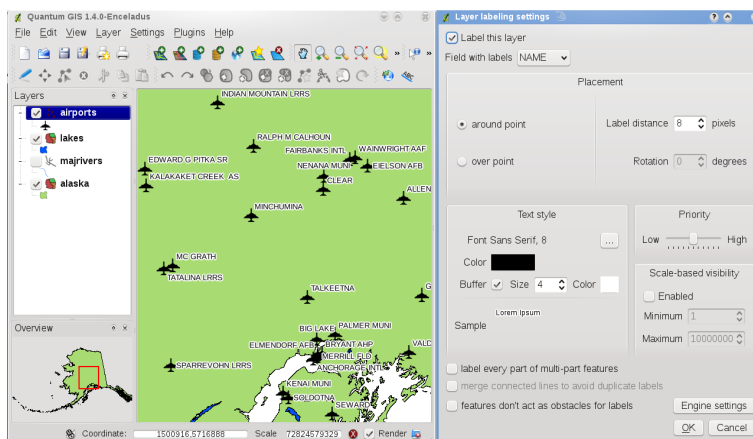 Quantum GIS 1.4.0-Enceladus
File Edit View Layer Settings Plugins Help
Layers
airports
lakes
majrivers
alaska
Overview
INDIAN MOUNTAIN LRRS
RALPH M CALHOUN
FAIRBANKS INTL
WAINWRIGHT AAF
EDWARD G PITKA SR
NENANA MUNI
EIELSON AFB
KALAKAKET CREEK AS
CLEAR
ALLEN
MINCHUMINA
MC GRATH
TATALINA LRRS
TALKEETNA
G
BIG LAKE
PALMER MUNI
ELMENDORF AFB
BRYANT AHP
VALD
MERRILL FLD
SPARREVOHN LRRS
ANCHORAGE INTL
KENAI MUNI
SOLDOTNA
SEWARD
Coordinate: 1500916,5716888 Scale 72824579329 Render
Layer labeling settings
Label this layer
Field with labels NAME
Placement
around point
Label distance 8 pixels
over point
Rotation 0 degrees
Text style
Font Sans Serif, 8 ...
Color
Buffer Size 4 Color
Lorem Ipsum
Sample
Priority
Low High
Scale-based visibility
Enabled
Minimum 1
Maximum 10000000
label every part of multi-part features
merge connected lines to avoid duplicate labels
features don't act as obstacles for labels
Engine settings
OK Cancel